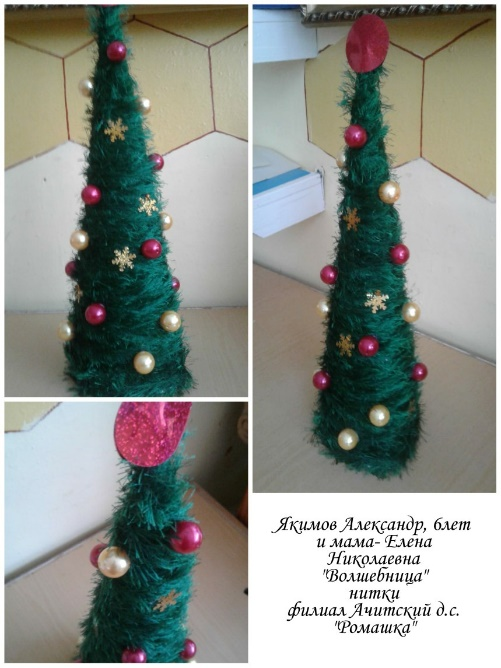 Якимов Александр, 6лет
и мама- Елена
Николаевна
"Волшебница"
нитки
филиал Ачитский д.с.
"Ромашка"